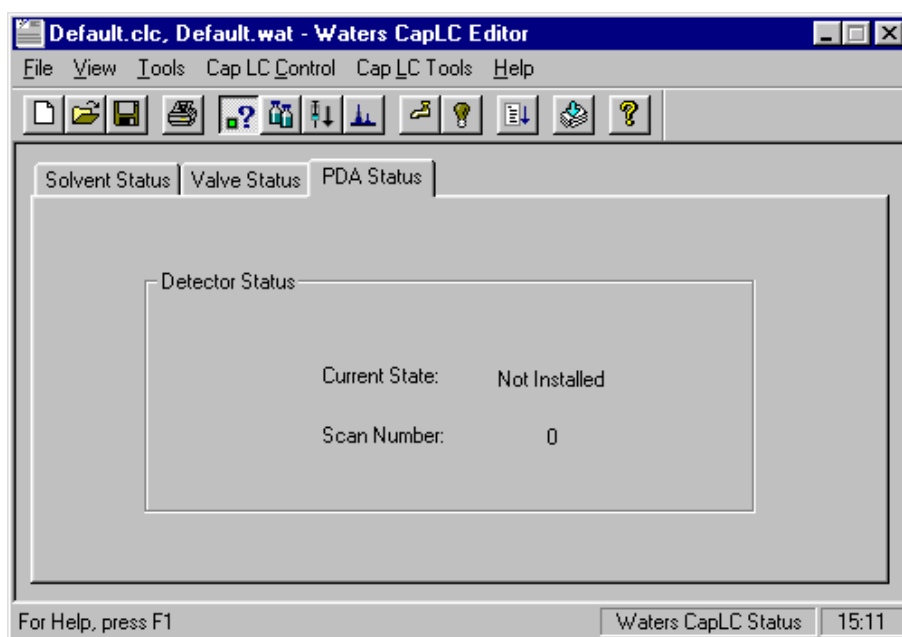 Default.clc, Default.wat - Waters CapLC Editor
File View Tools Cap LC Control Cap LC Tools Help
Solvent Status Valve Status PDA Status
Detector Status
Current State: Not Installed
Scan Number: 0
For Help, press F1 Waters CapLC Status 15:11